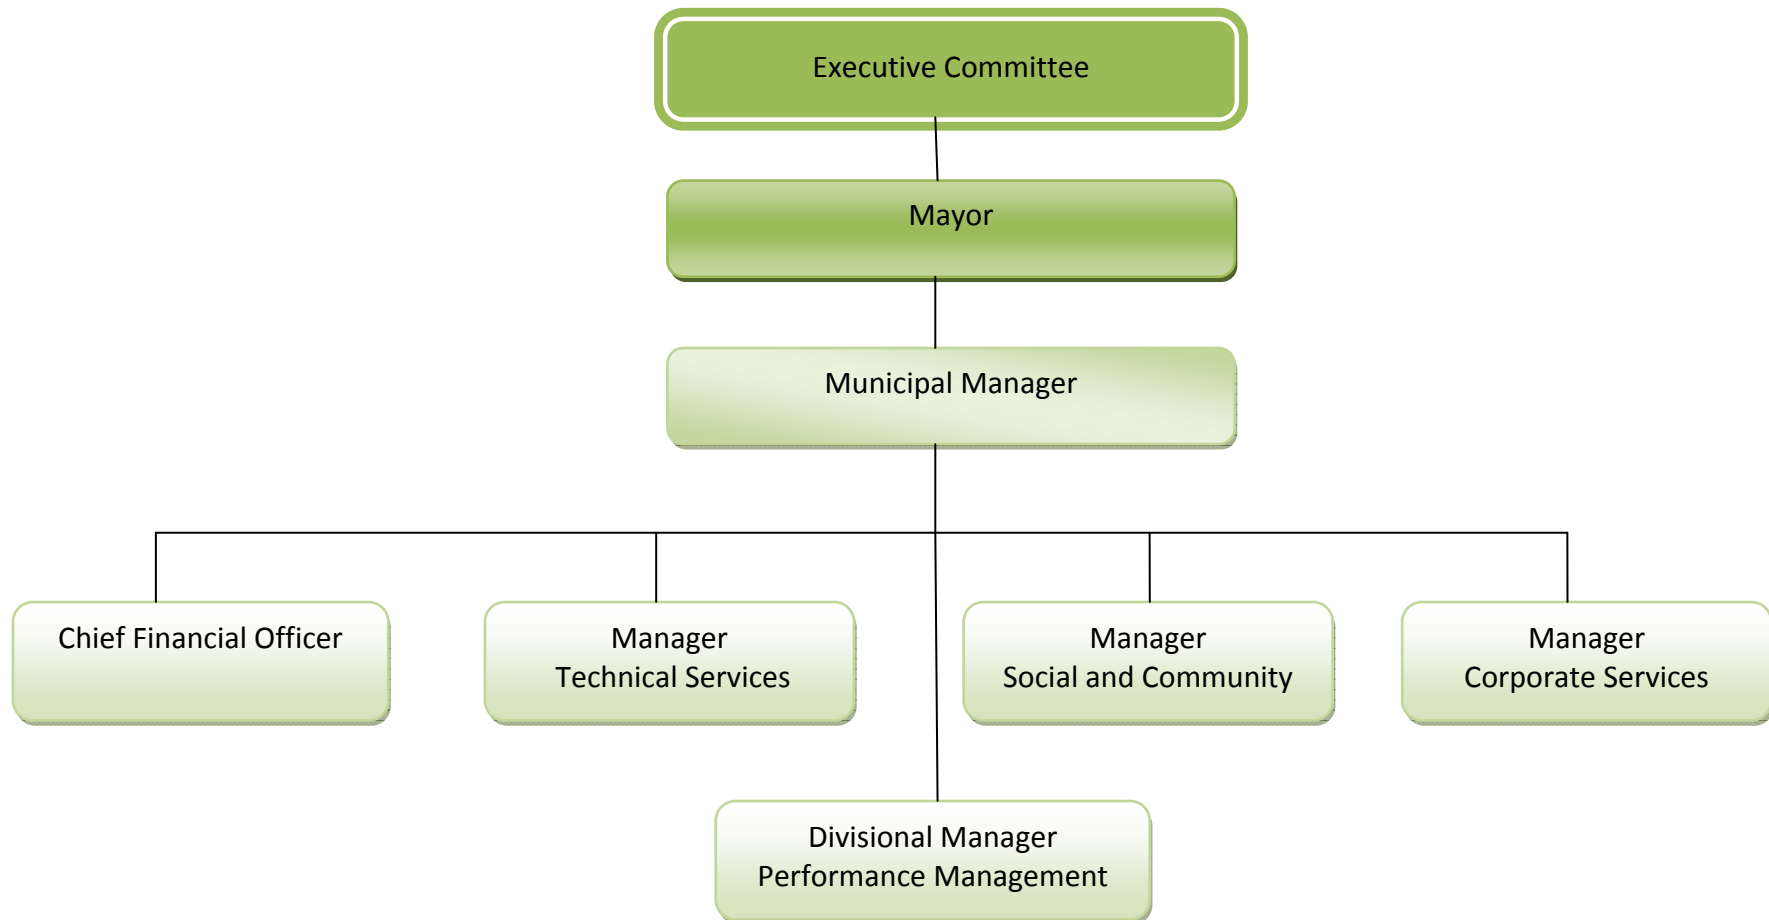 Executive Committee
Mayor
Municipal Manager
Chief Financial Officer
Manager
Technical Services
Manager
Social and Community
Manager
Corporate Services
Divisional Manager
Performance Management